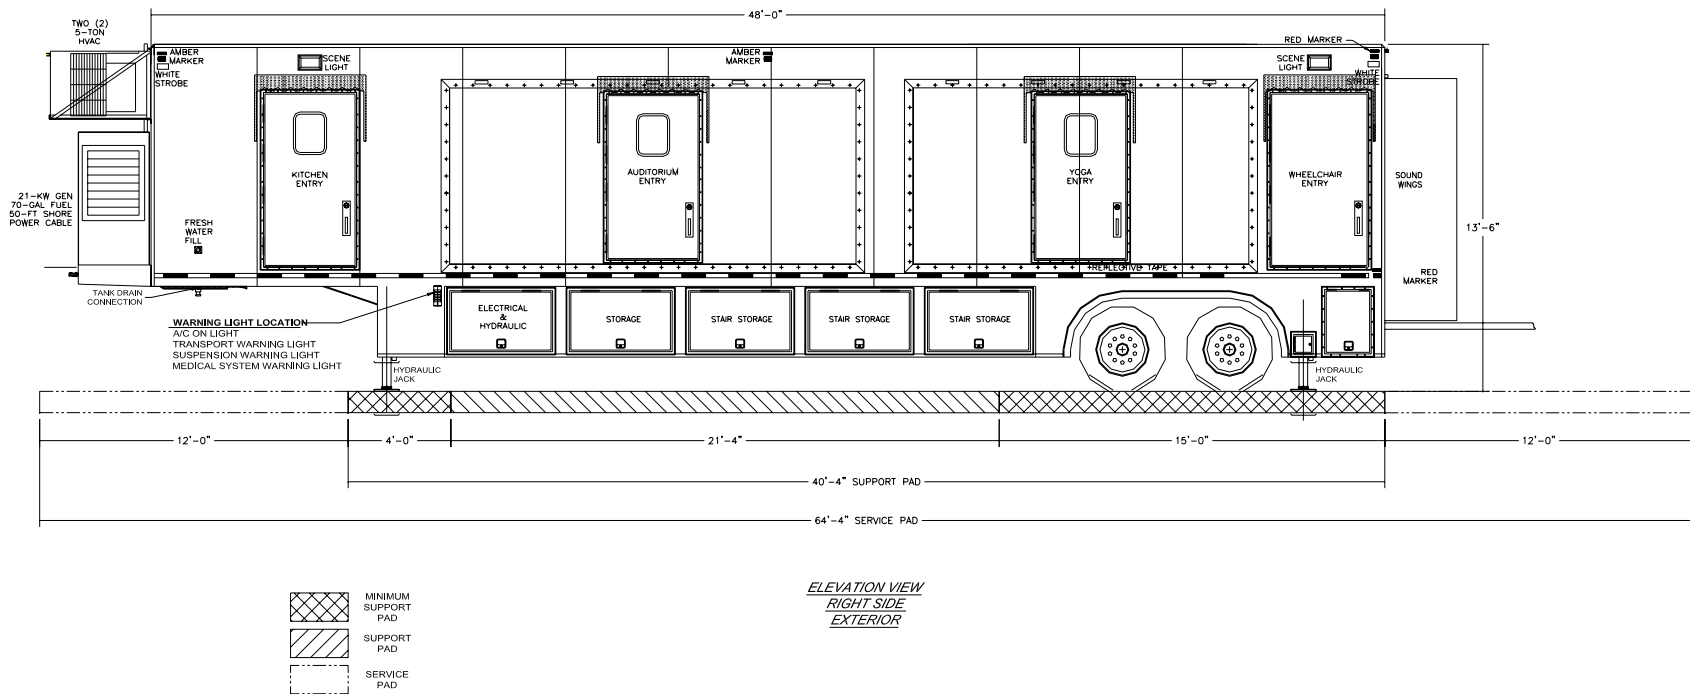 48'-0"
TWO (2)
5-TON
HVAC
AMBER
MARKER
WHITE
STROBE
SCENE
LIGHT
AMBER
MARKER
RED MARKER
SCENE
LIGHT
WHITE
STROBE
KITCHEN
ENTRY
AUDITORIUM
ENTRY
YOGA
ENTRY
WHEELCHAIR
ENTRY
SOUND
WINGS
21-KW GEN
70-GAL FUEL
50-FT SHORE
POWER CABLE
FRESH
WATER
FILL
13'-6"
REFLECTIVE TAPE
RED
MARKER
TANK DRAIN
CONNECTION
WARNING LIGHT LOCATION
A/C ON LIGHT
TRANSPORT WARNING LIGHT
SUSPENSION WARNING LIGHT
MEDICAL SYSTEM WARNING LIGHT
ELECTRICAL
&
HYDRAULIC
STORAGE
STAIR STORAGE
STAIR STORAGE
STAIR STORAGE
HYDRAULIC
JACK
HYDRAULIC
JACK
12'-0"
4'-0"
21'-4"
15'-0"
12'-0"
40'-4" SUPPORT PAD
64'-4" SERVICE PAD
ELEVATION VIEW
RIGHT SIDE
EXTERIOR
MINIMUM
SUPPORT
PAD
SUPPORT
PAD
SERVICE
PAD